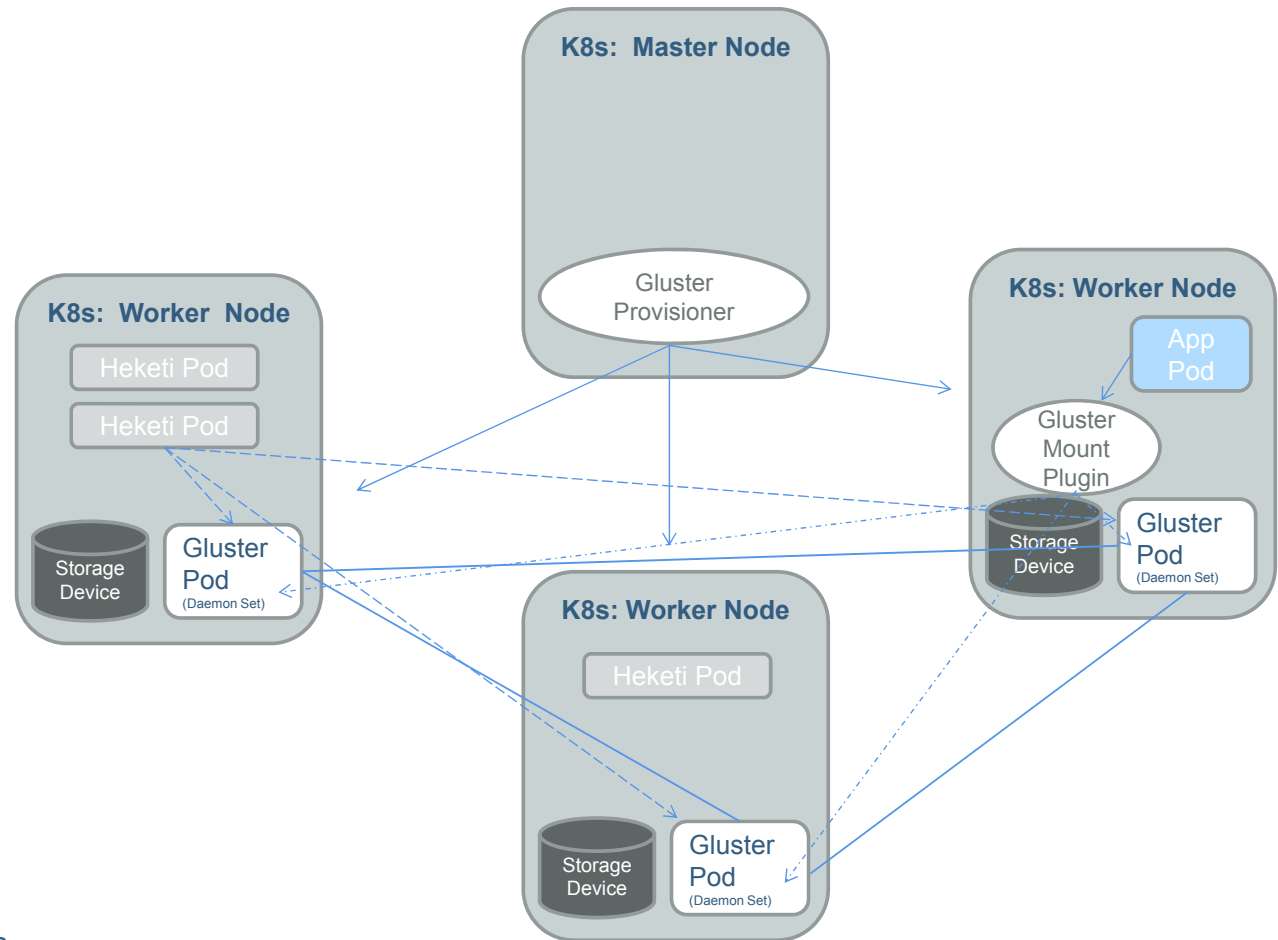 K8s:  Master Node
Gluster
Provisioner
K8s:  Worker  Node
Heketi Pod
Heketi Pod
Storage
Device
Gluster
Pod
(Daemon Set)
K8s: Worker Node
App
Pod
Gluster
Mount
Plugin
Storage
Device
Gluster
Pod
(Daemon Set)
K8s: Worker Node
Heketi Pod
Storage
Device
Gluster
Pod
(Daemon Set)